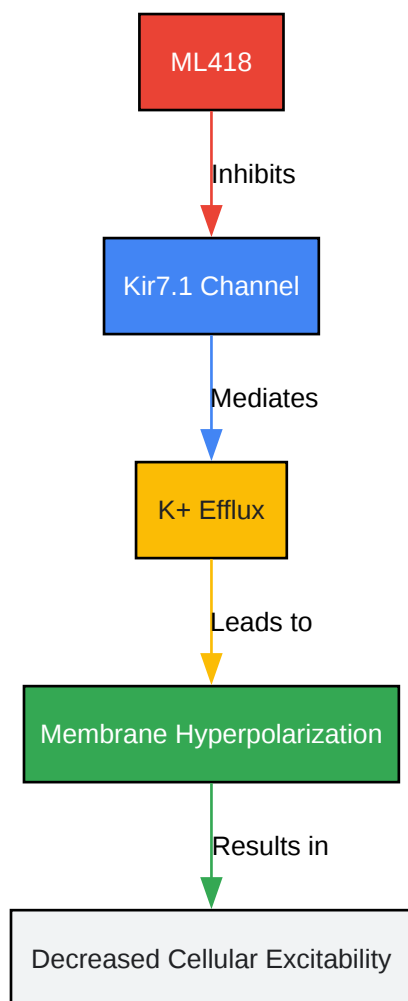 ML418
Inhibits
Kir7.1 Channel
Mediates
K+ Efflux
Leads to
Membrane Hyperpolarization
Results in
Decreased Cellular Excitability